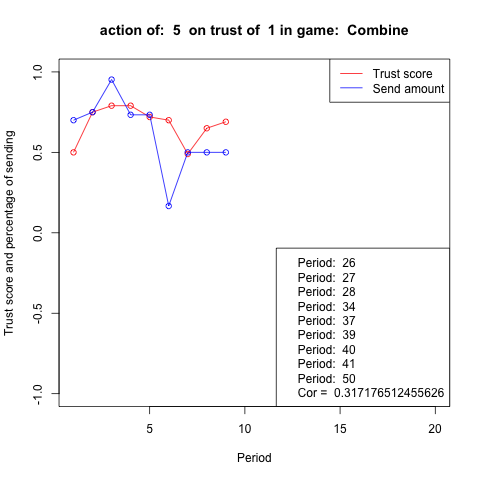 action of:  5  on trust of  1 in game:  Combine
Trust score
Send amount
Trust score and percentage of sending
1.0
0.5
0.0
-0.5
-1.0
Period:  26
Period:  27
Period:  28
Period:  34
Period:  37
Period:  39
Period:  40
Period:  41
Period:  50
Cor =  0.317176512455626
5 10 15 20
Period